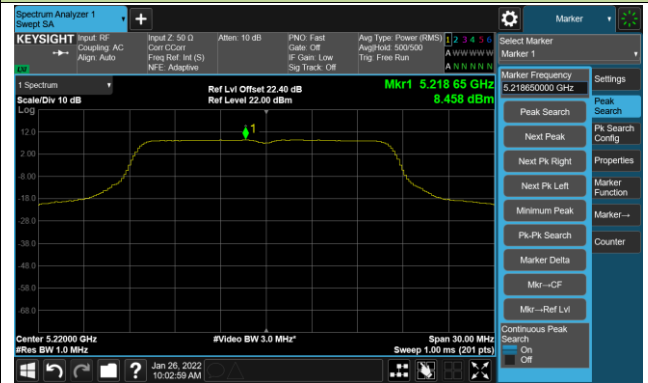 Spectrum Analyzer 1
Swept SA
+
Marker
KEYSIGHT
Input: RF
Coupling: AC
Align: Auto
Input Z: 50 Ω
Corr CCorr
Freq Ref: Int (S)
NFE: Adaptive
Atten: 10 dB
PNO: Fast
Gate: Off
IF Gain: Low
Sig Track: Off
Avg Type: Power (RMS)
Avg|Hold: 500/500
Trig: Free Run
1 2 3 4 5 6
A W W W W W
A N N N N N
LXI
Select Marker
Marker 1
1 Spectrum
Scale/Div 10 dB
Log
Ref Lvl Offset 22.40 dB
Ref Level 22.00 dBm
Mkr1 5.218 65 GHz
8.458 dBm
1
12.0
2.00
-8.00
-18.0
-28.0
-38.0
-48.0
-58.0
-68.0
Center 5.22000 GHz
#Res BW 1.0 MHz
#Video BW 3.0 MHz*
Span 30.00 MHz
Sweep 1.00 ms (201 pts)
Marker Frequency
5.218650000 GHz
Peak Search
Next Peak
Next Pk Right
Next Pk Left
Minimum Peak
Pk-Pk Search
Marker Delta
Mkr→CF
Mkr→Ref Lvl
Continuous Peak
Search
On
Off
Settings
Peak
Search
Pk Search
Config
Properties
Marker
Function
Marker→
Counter
?
Jan 26, 2022
10:02:59 AM